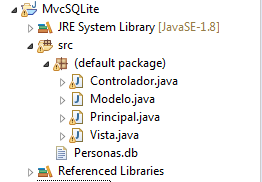 MvcSQLite
JRE System Library [JavaSE-1.8]
src
(default package)
Controlador.java
Modelo.java
Principal.java
Vista.java
Personas.db
Referenced Libraries